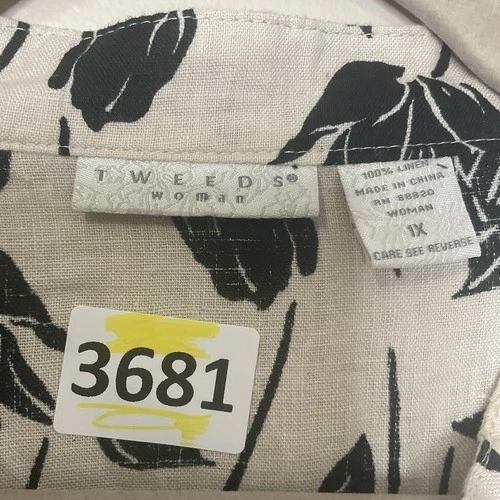 TWEEDS®
woman
100% LINEN
MADE IN CHINA
RN 88820
WOMAN
1X
CARE SEE REVERSE
3681